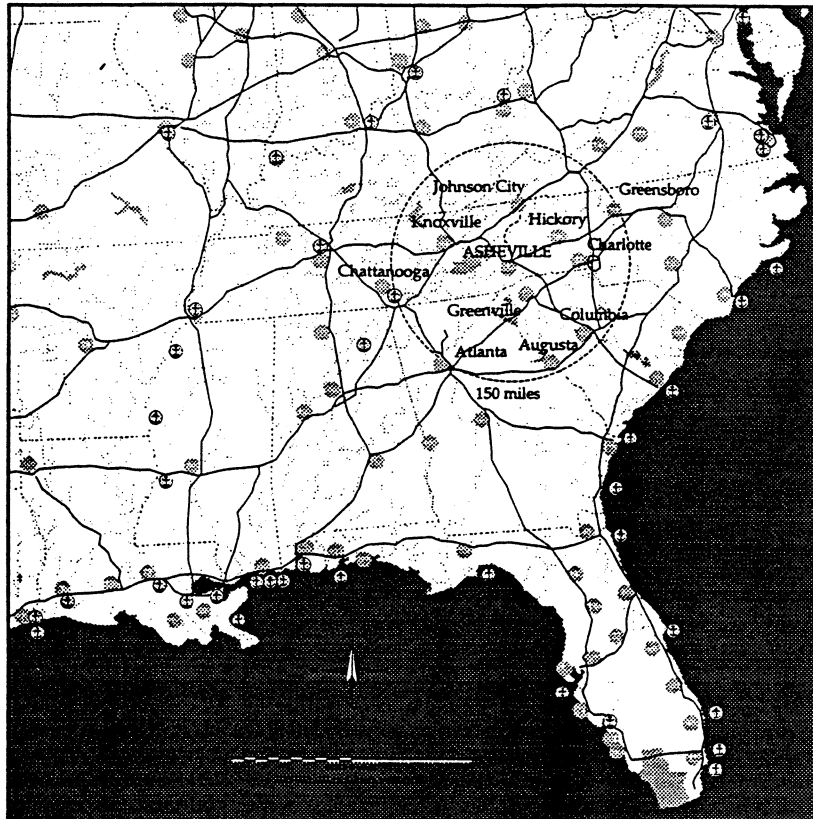 Johnson City
Greensboro
Knoxville
Hickory
ASHEVILLE
Charlotte
Chattanooga
Greenville
Columbia
Augusta
Atlanta
150 miles